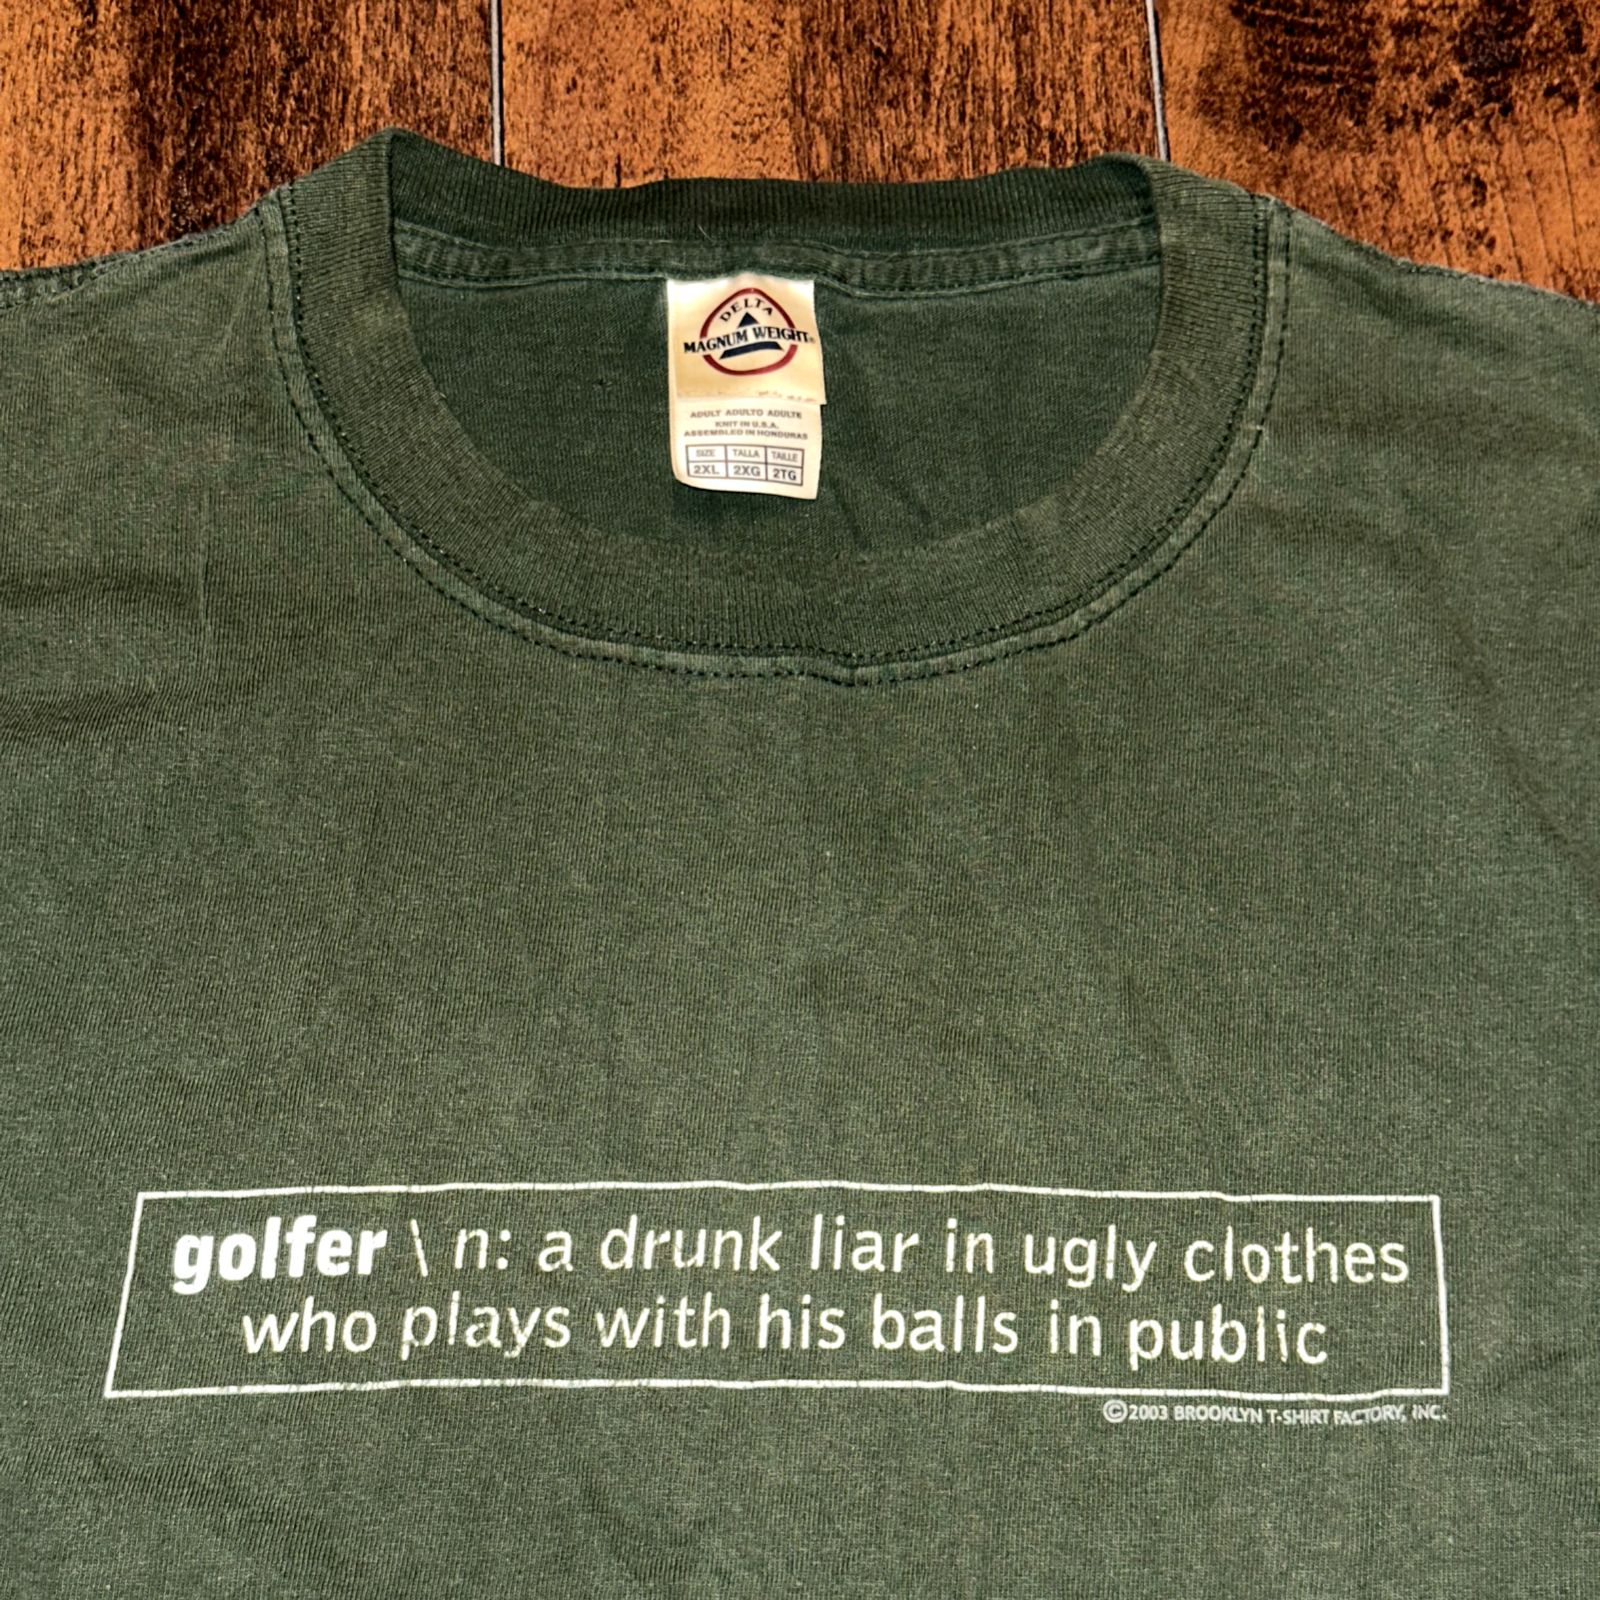 DELTA
MAGNUM WEIGHT®
ADULT ADULTO ADULTE
KNIT IN U.S.A.
ASSEMBLED IN HONDURAS
SIZE TALLA TAILLE
2XL 2XG 2TG
golfer \ n: a drunk liar in ugly clothes
who plays with his balls in public
©2003 BROOKLYN T-SHIRT FACTORY, INC.